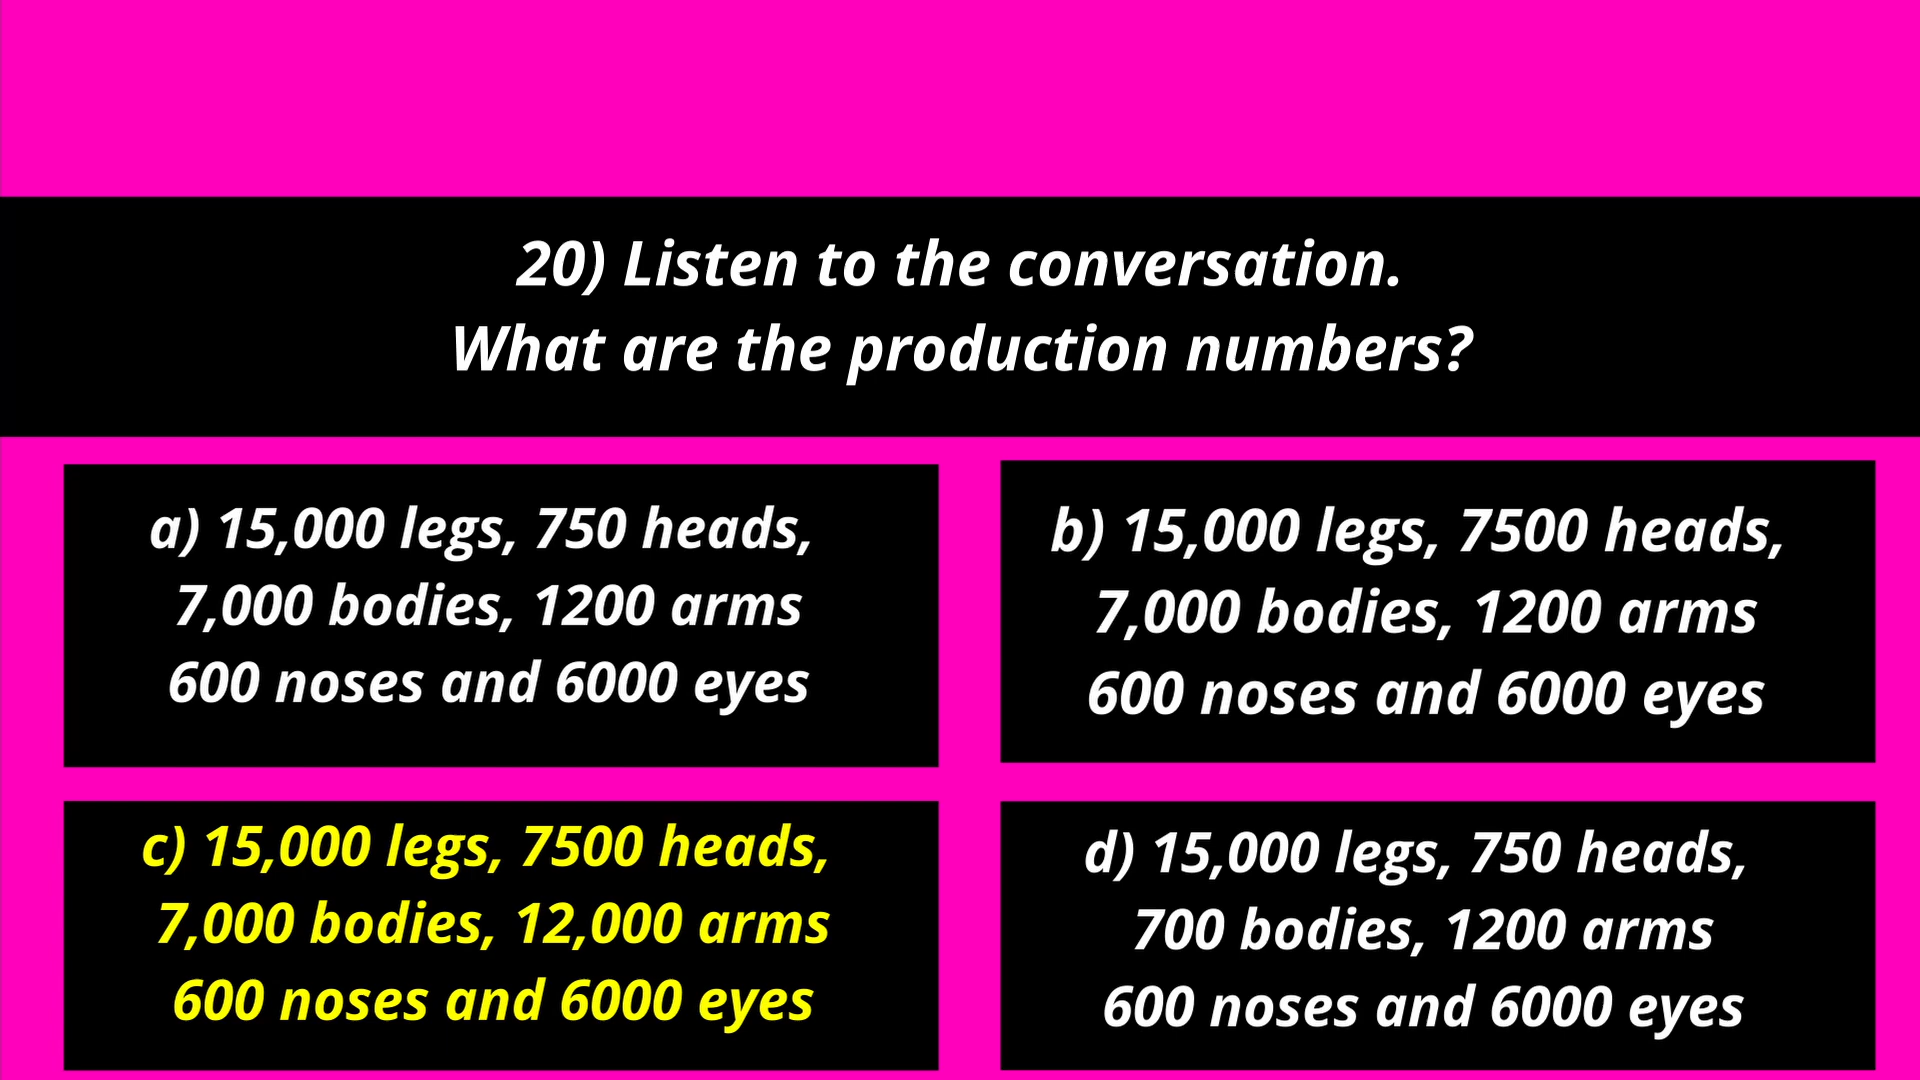 20) Listen to the conversation.
What are the production numbers?
a) 15,000 legs, 750 heads,
7,000 bodies, 1200 arms
600 noses and 6000 eyes
b) 15,000 legs, 7500 heads,
7,000 bodies, 1200 arms
600 noses and 6000 eyes
c) 15,000 legs, 7500 heads,
7,000 bodies, 12,000 arms
600 noses and 6000 eyes
d) 15,000 legs, 750 heads,
700 bodies, 1200 arms
600 noses and 6000 eyes